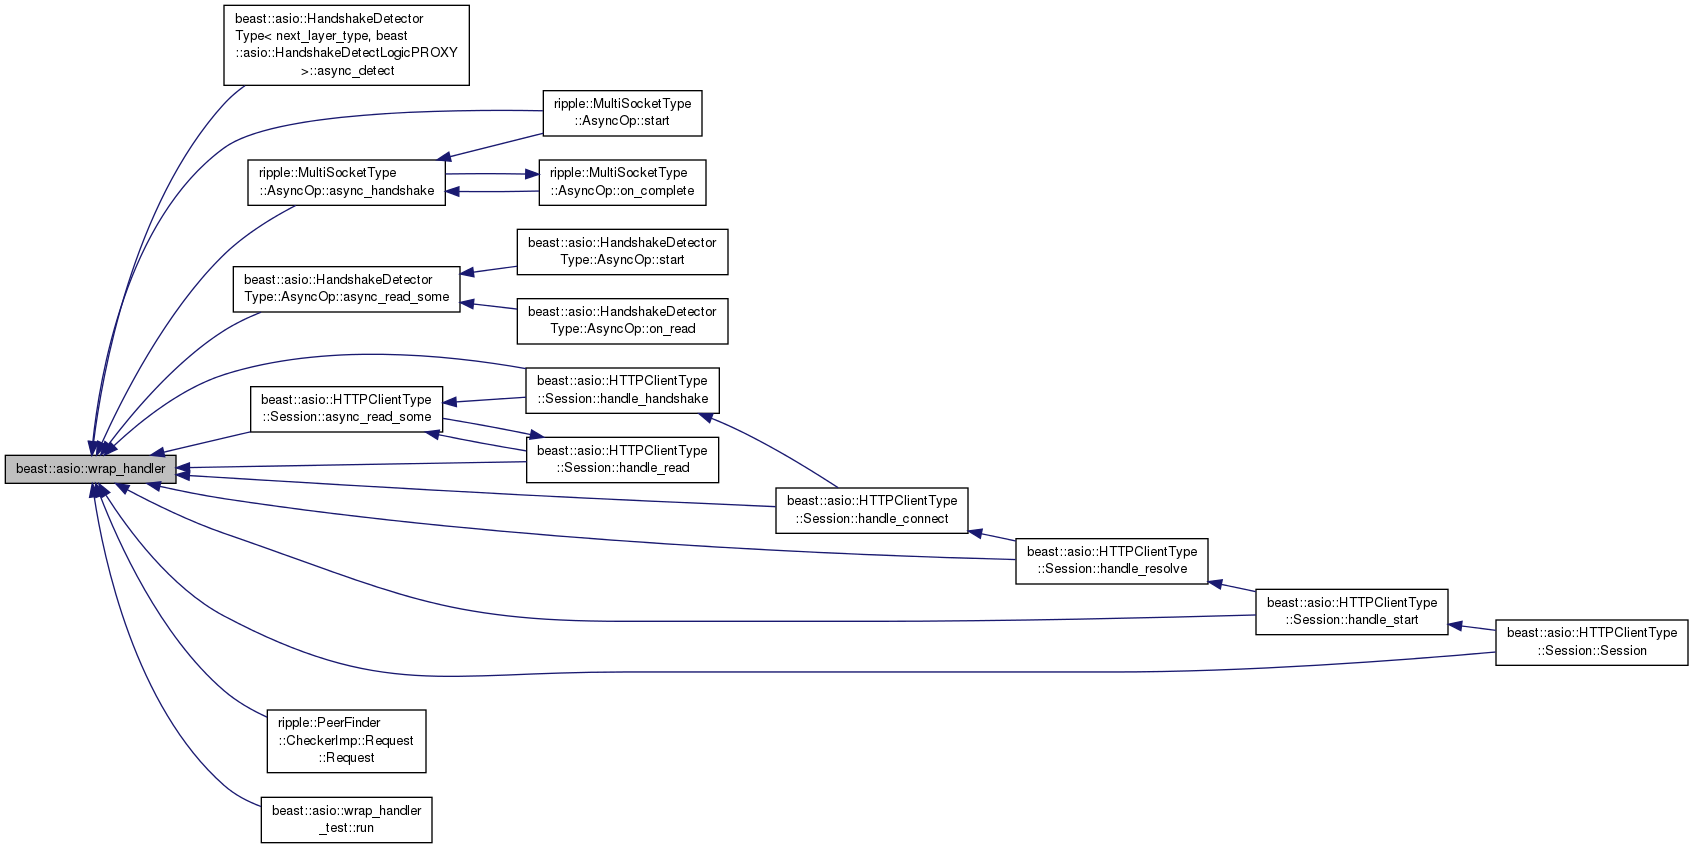 beast::asio::HandshakeDetector
Type< next_layer_type, beast
::asio::HandshakeDetectLogicPROXY
>::async_detect
ripple::MultiSocketType
::AsyncOp::start
ripple::MultiSocketType
::AsyncOp::async_handshake
ripple::MultiSocketType
::AsyncOp::on_complete
beast::asio::HandshakeDetector
Type::AsyncOp::start
beast::asio::HandshakeDetector
Type::AsyncOp::async_read_some
beast::asio::HandshakeDetector
Type::AsyncOp::on_read
beast::asio::HTTPClientType
::Session::handle_handshake
beast::asio::HTTPClientType
::Session::async_read_some
beast::asio::HTTPClientType
::Session::handle_read
beast::asio::wrap_handler
beast::asio::HTTPClientType
::Session::handle_connect
beast::asio::HTTPClientType
::Session::handle_resolve
beast::asio::HTTPClientType
::Session::handle_start
beast::asio::HTTPClientType
::Session::Session
ripple::PeerFinder
::CheckerImp::Request
::Request
beast::asio::wrap_handler
_test::run